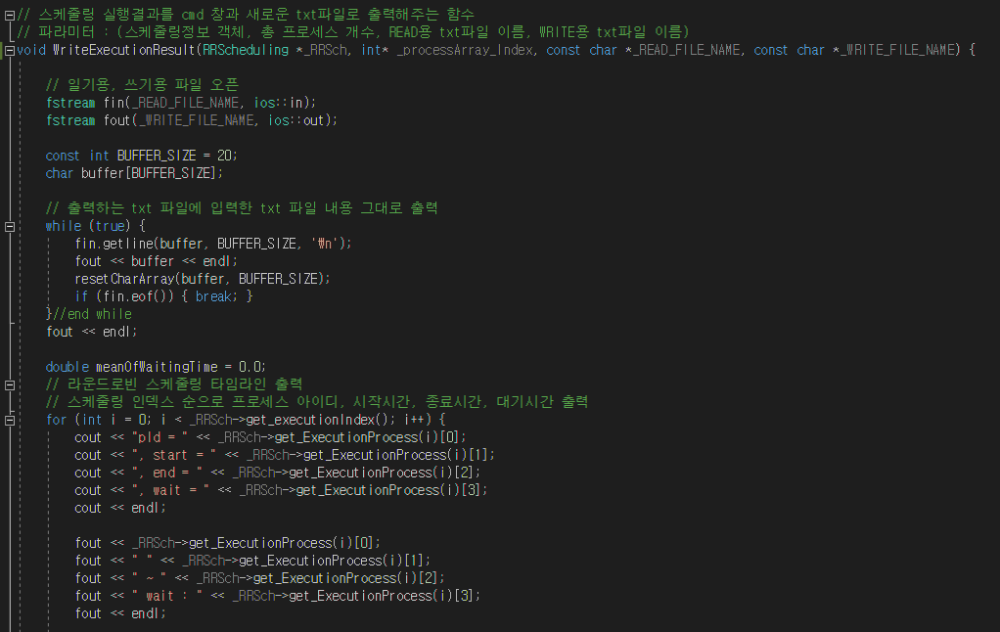 // 스케줄링 실행결과를 cmd 창과 새로운 txt파일로 출력해주는 함수
// 파라미터 : (스케줄링정보 객체, 총 프로세스 개수, READ용 txt파일 이름, WRITE용 txt파일 이름)
void WriteExecutionResult(RRScheduling *_RRSch, int* _processArray_Index, const char *_READ_FILE_NAME, const char *_WRITE_FILE_NAME) {
// 일기용, 쓰기용 파일 오픈
fstream fin(_READ_FILE_NAME, ios::in);
fstream fout(_WRITE_FILE_NAME, ios::out);
const int BUFFER_SIZE = 20;
char buffer[BUFFER_SIZE];
// 출력하는 txt 파일에 입력한 txt 파일 내용 그대로 출력
while (true) {
fin.getline(buffer, BUFFER_SIZE, '₩n');
fout << buffer << endl;
resetCharArray(buffer, BUFFER_SIZE);
if (fin.eof()) { break; }
}//end while
fout << endl;
double meanOfWaitingTime = 0.0;
// 라운드로빈 스케줄링 타임라인 출력
// 스케줄링 인덱스 순으로 프로세스 아이디, 시작시간, 종료시간, 대기시간 출력
for (int i = 0; i < _RRSch->get_executionIndex(); i++) {
cout << "pId = " << _RRSch->get_ExecutionProcess(i)[0];
cout << ", start = " << _RRSch->get_ExecutionProcess(i)[1];
cout << ", end = " << _RRSch->get_ExecutionProcess(i)[2];
cout << ", wait = " << _RRSch->get_ExecutionProcess(i)[3];
cout << endl;
fout << _RRSch->get_ExecutionProcess(i)[0];
fout << " " << _RRSch->get_ExecutionProcess(i)[1];
fout << " ~ " << _RRSch->get_ExecutionProcess(i)[2];
fout << " wait : " << _RRSch->get_ExecutionProcess(i)[3];
fout << endl;